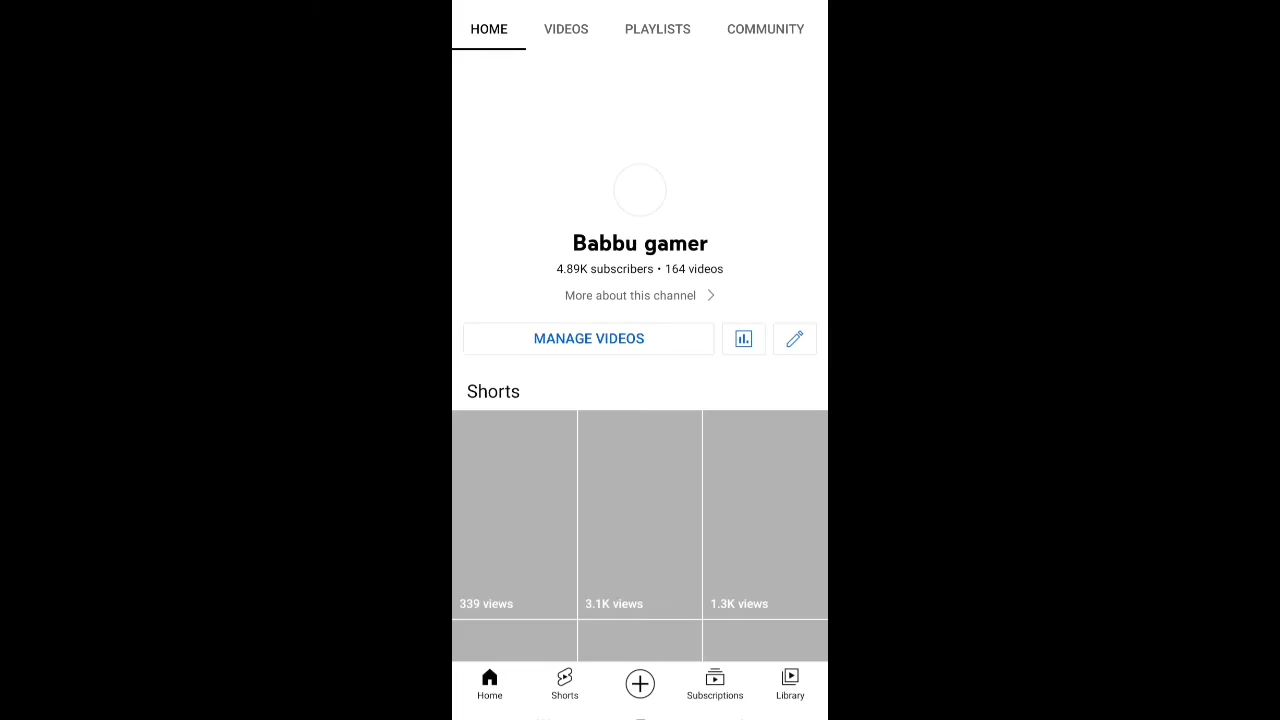 HOME VIDEOS PLAYLISTS COMMUNITY
Babbu gamer
4.89K subscribers • 164 videos
More about this channel
MANAGE VIDEOS
Shorts
339 views 3.1K views 1.3K views
Home Shorts Subscriptions Library